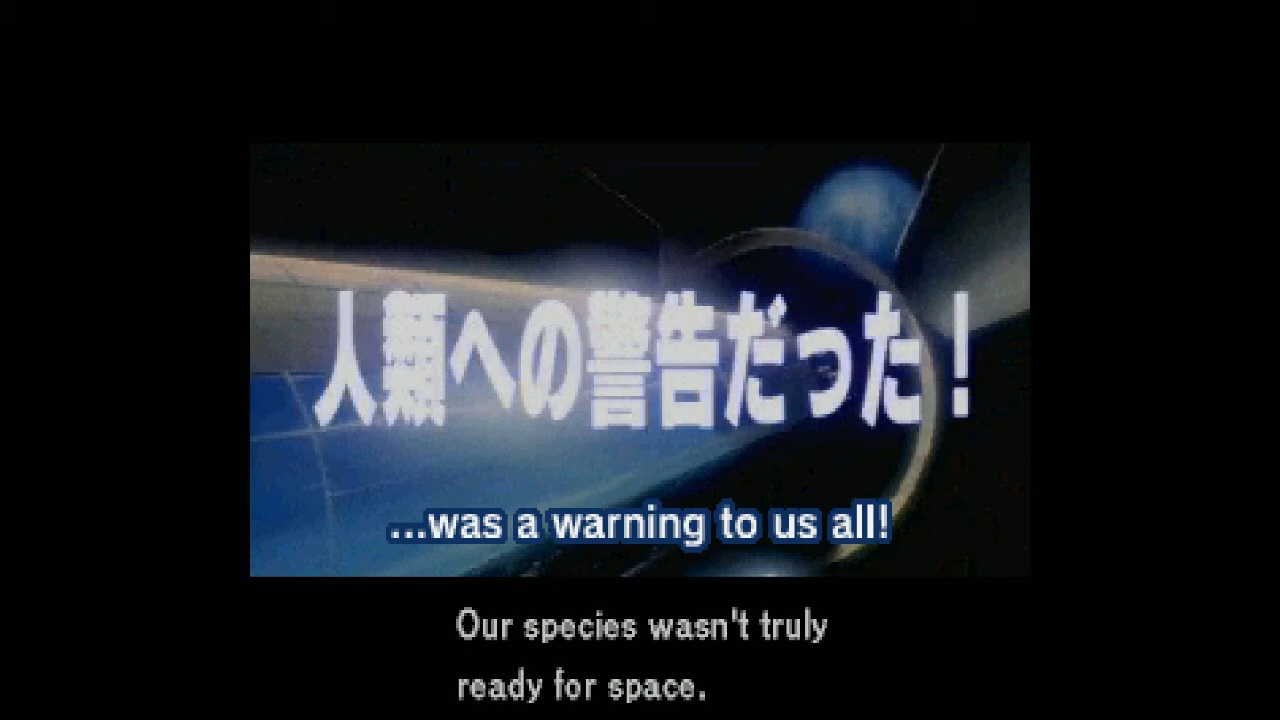 人類への警告だった！
...was a warning to us all!
Our species wasn't truly
ready for space.